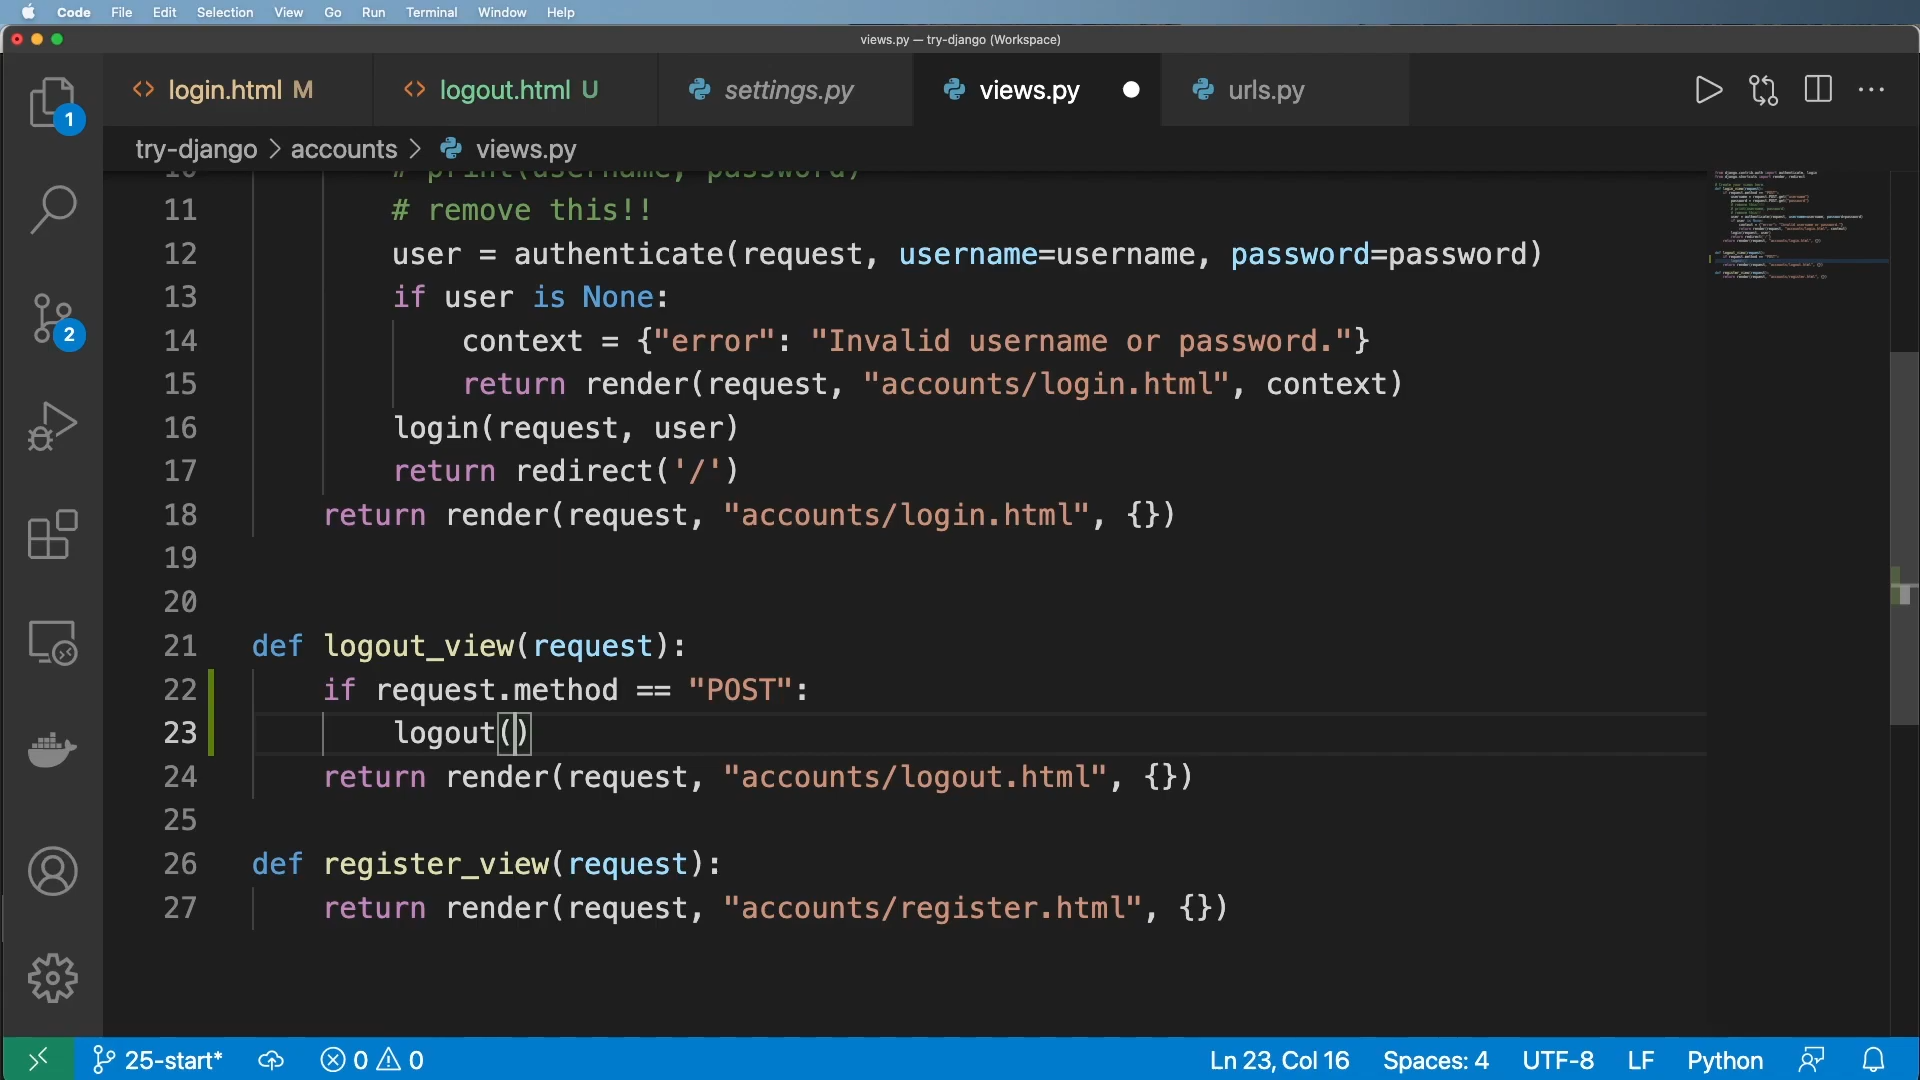 Code File Edit Selection View Go Run Terminal Window Help
views.py — try-django (Workspace)
login.html M logout.html U settings.py views.py urls.py
try-django > accounts > views.py
10 # print(username, password)
11 # remove this!!
12 user = authenticate(request, username=username, password=password)
13 if user is None:
14 context = {"error": "Invalid username or password."}
15 return render(request, "accounts/login.html", context)
16 login(request, user)
17 return redirect('/')
18 return render(request, "accounts/login.html", {})
19
20
21 def logout_view(request):
22 if request.method == "POST":
23 logout()
24 return render(request, "accounts/logout.html", {})
25
26 def register_view(request):
27 return render(request, "accounts/register.html", {})
1
2
25-start* 0 0 Ln 23, Col 16 Spaces: 4 UTF-8 LF Python